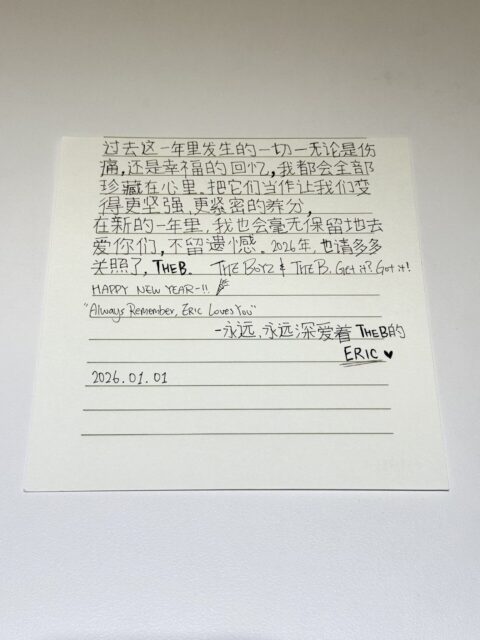 过去这一年里发生的一切—无论是伤
痛,还是幸福的回忆,我都会全部
珍藏在心里.把它们当作让我们变
得更坚强,更紧密的养分,
在新的一年里,我也会毫无保留地去
爱你们,不留遗憾。2026年,也请多多
关照了,THEB. THE BOYZ & THE B. Get it? Got it!
HAPPY NEW YEAR~!!
"Always Remember, ERIC Loves You"
-永远,永远深爱着 THEB的
ERIC ♥
2026.01.01